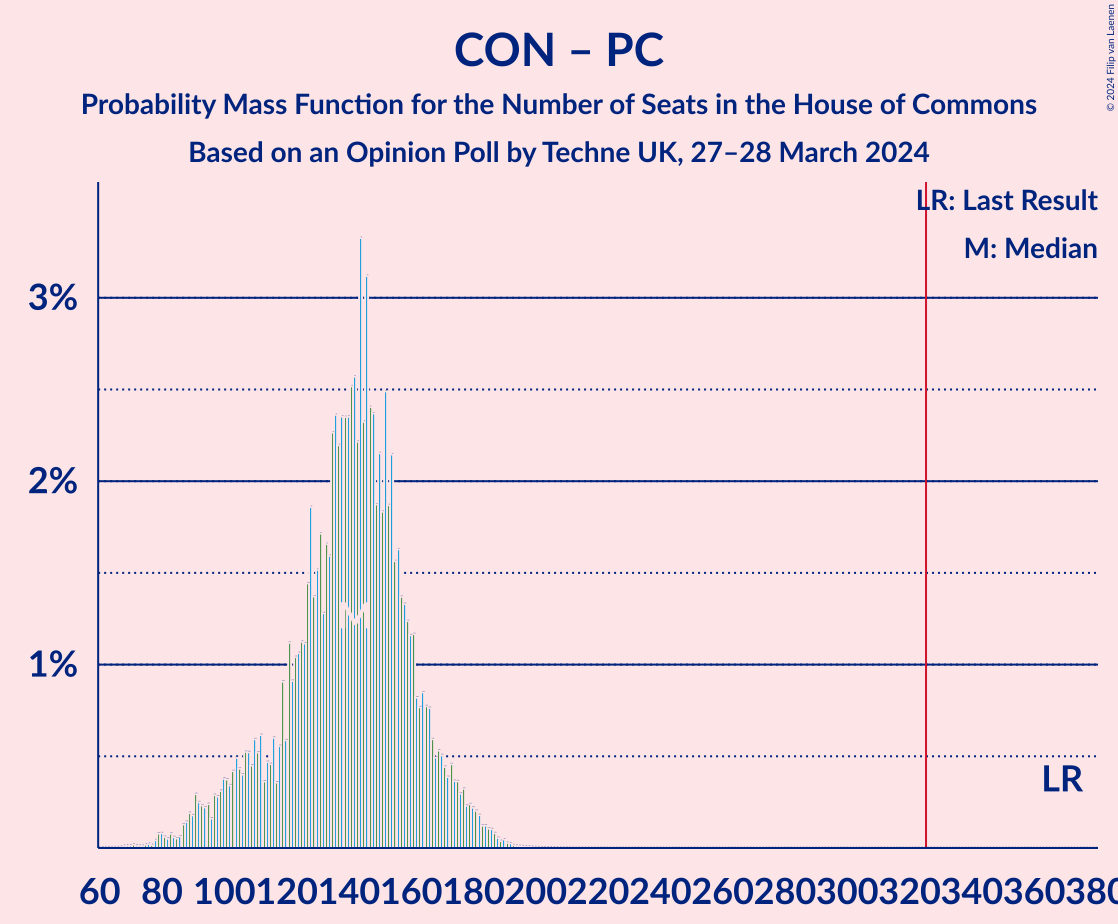 CON – PC
Probability Mass Function for the Number of Seats in the House of Commons
Based on an Opinion Poll by Techne UK, 27–28 March 2024
© 2024 Filip van Laenen
LR: Last Result
M: Median
3%
2%
1%
M
LR
60 80 100 120 140 160 180 200 220 240 260 280 300 320 340 360 380